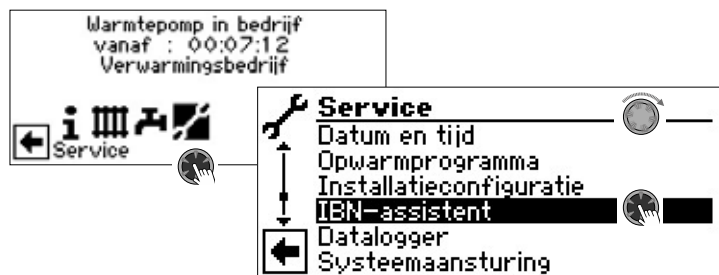 Warmtepomp in bedrijf
vanaf : 00:07:12
Verwarmingsbedrijf
Service
Service
Datum en tijd
Opwarmprogramma
Installatieconfiguratie
IBN-assistent
Datalogger
Systeemaansturing